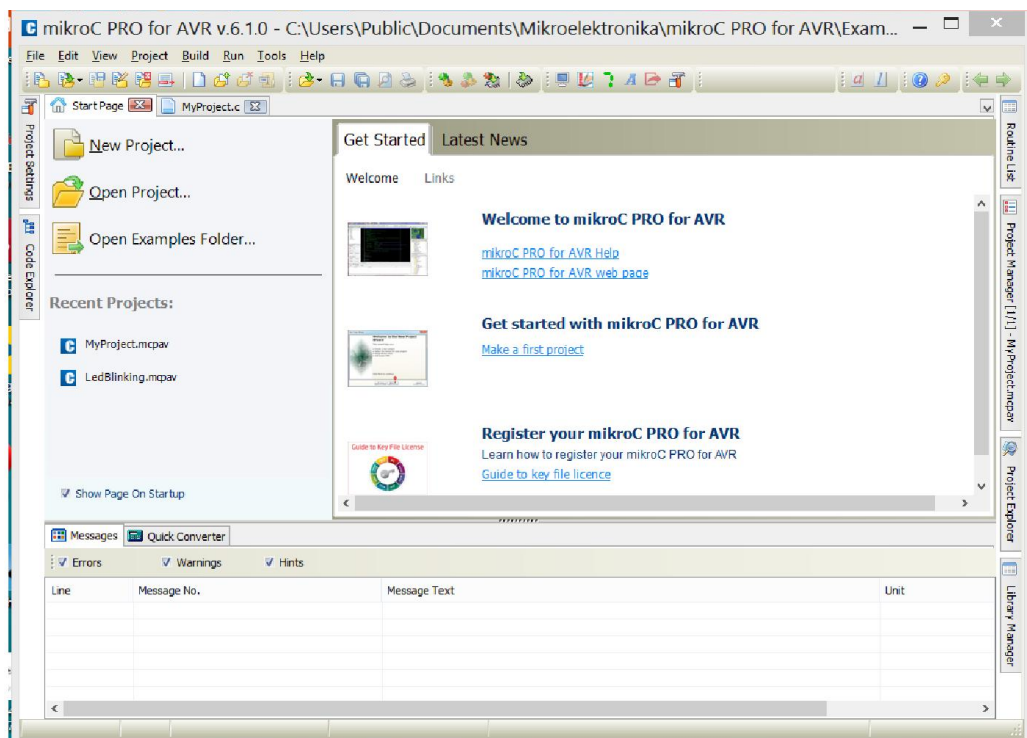 mikroC PRO for AVR v.6.1.0 - C:\Users\Public\Documents\Mikroelektronika\mikroC PRO for AVR\Exam...
File Edit View Project Build Run Tools Help
Start Page MyProject.c
Project Settings
Code Explorer
New Project...
Open Project...
Open Examples Folder...
Recent Projects:
MyProject.mcpav
LedBlinking.mcpav
Show Page On Startup
Get Started Latest News
Welcome Links
Welcome to mikroC PRO for AVR
mikroC PRO for AVR Help
mikroC PRO for AVR web page
Get started with mikroC PRO for AVR
Make a first project
Guide to Key File License
Register your mikroC PRO for AVR
Learn how to register your mikroC PRO for AVR
Guide to key file licence
Routine List
Project Manager [1/1] - MyProject.mcpav
Project Explorer
Library Manager
Messages Quick Converter
Errors Warnings Hints
Line Message No. Message Text Unit